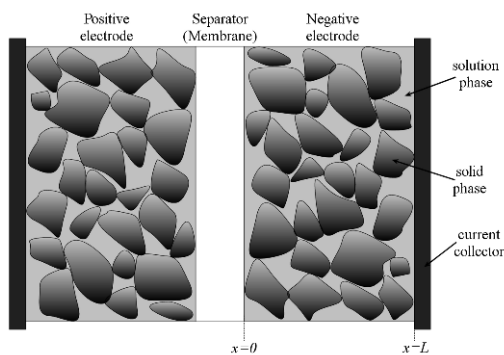 Positive
electrode
Separator
(Membrane)
Negative
electrode
solution
phase
solid
phase
current
collector
x=0
x=L